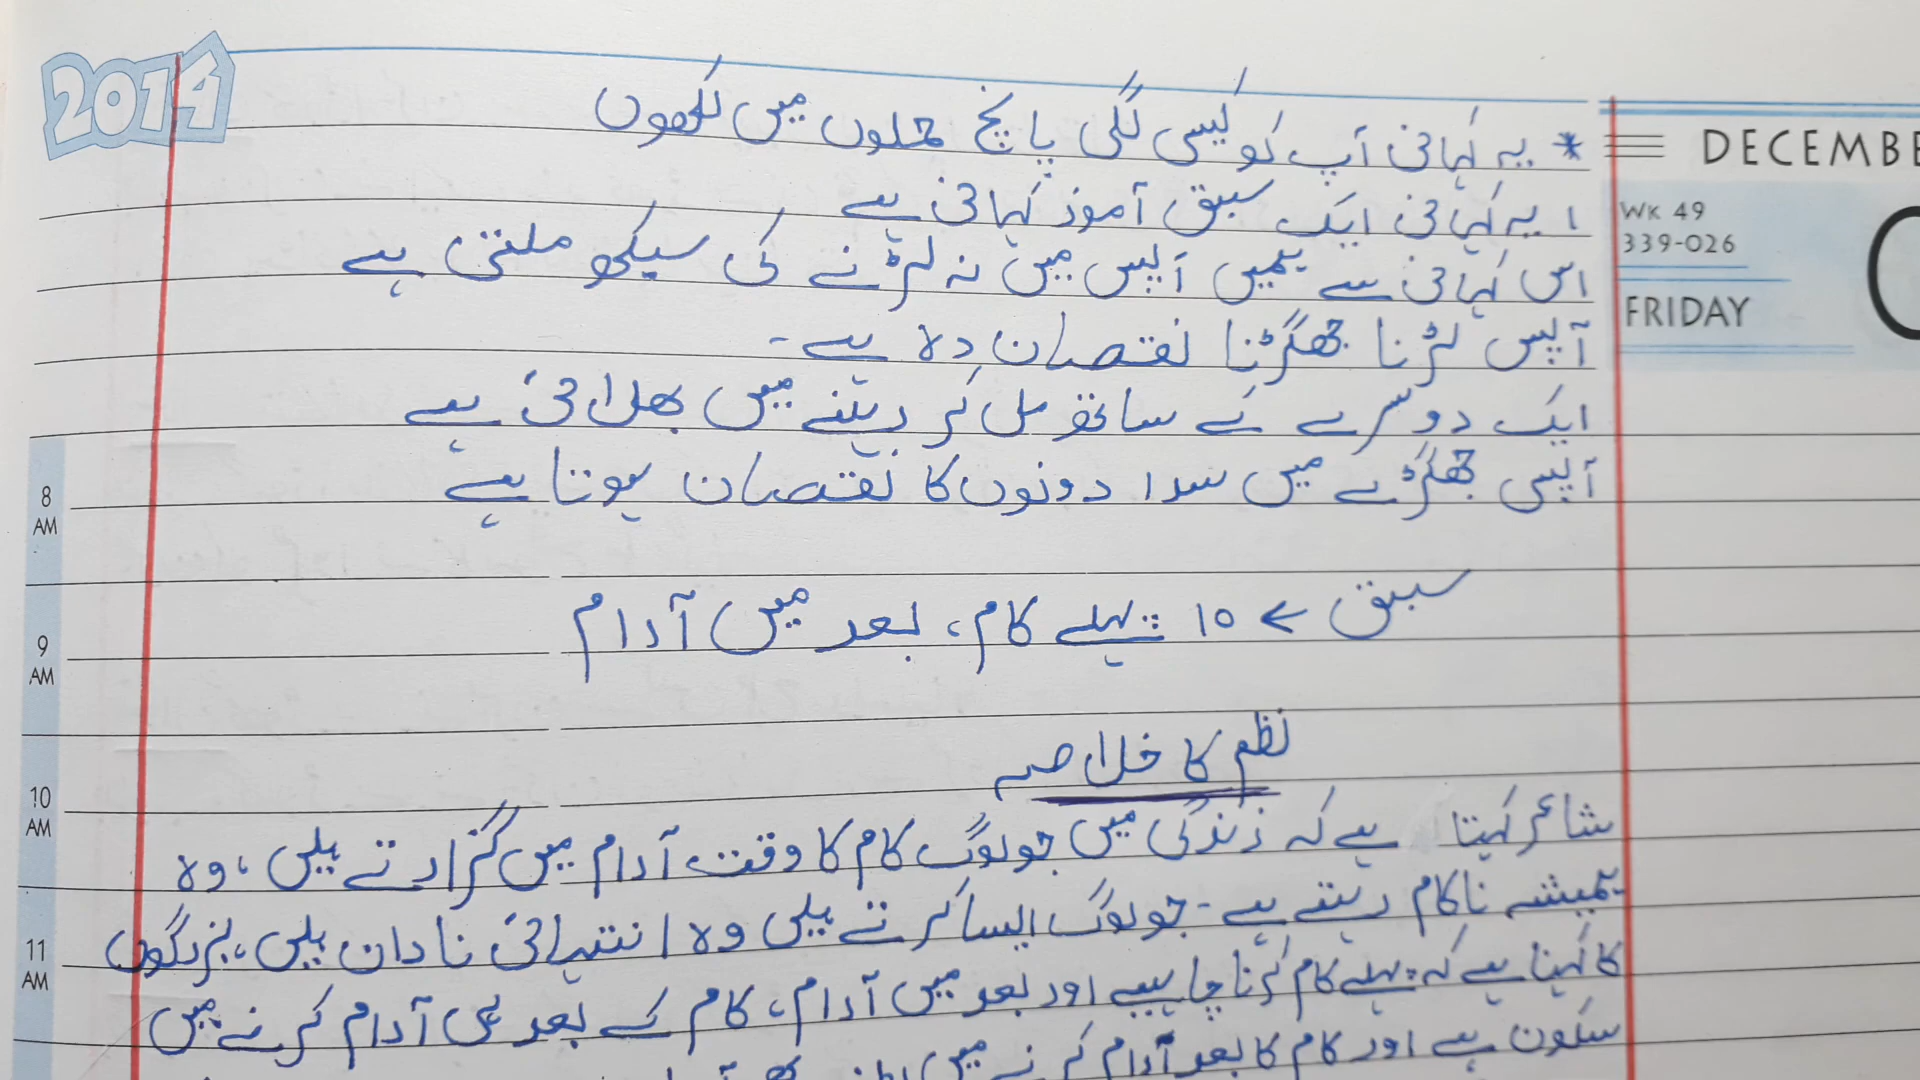 2014
* یہ کہانی آپ کو کیسی لگی پانچ جملوں میں لکھوں
DECEMBE
۱ یہ کہانی ایک سبق آموز کہانی ہے
WK 49
339-026
اس کہانی سے ہمیں آپس میں نہ لڑنے کی سیکھ ملتی ہے
FRIDAY
آپس لڑنا جھگڑنا نقصان دہ ہے۔
ایک دوسرے کے ساتھ مل کر رہنے میں بھلائی ہے
آپسی جھگڑے میں سدا دونوں کا نقصان ہوتا ہے
8
AM
سبق ← 10 پہلے کام، بعد میں آرام
9
AM
نظم کا خلاصہ
10
AM
شاعر کہتا ہے کہ زندگی میں جو لوگ کام کا وقت آرام میں گزارتے ہیں، وہ
ہمیشہ ناکام رہتے ہے۔ جو لوگ ایسا کرتے ہیں وہ انتہائی نادان ہیں، بزرگوں
11
AM
کا کہنا ہے کہ پہلے کام کرنا چاہیے اور بعد میں آرام، کام کے بعد ہی آرام کرنے میں
سکون ہے اور کام کا بعد آرام کرنے میں